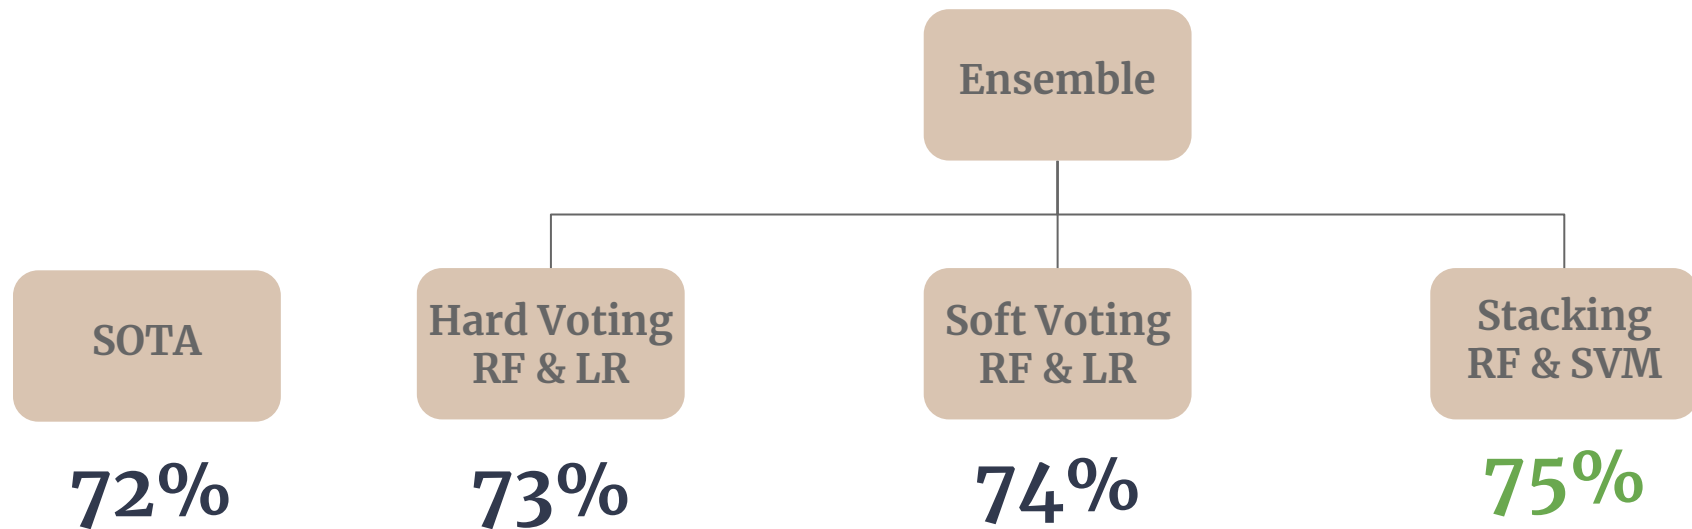 Ensemble
SOTA
Hard Voting
RF & LR
Soft Voting
RF & LR
Stacking
RF & SVM
72%
73%
74%
75%